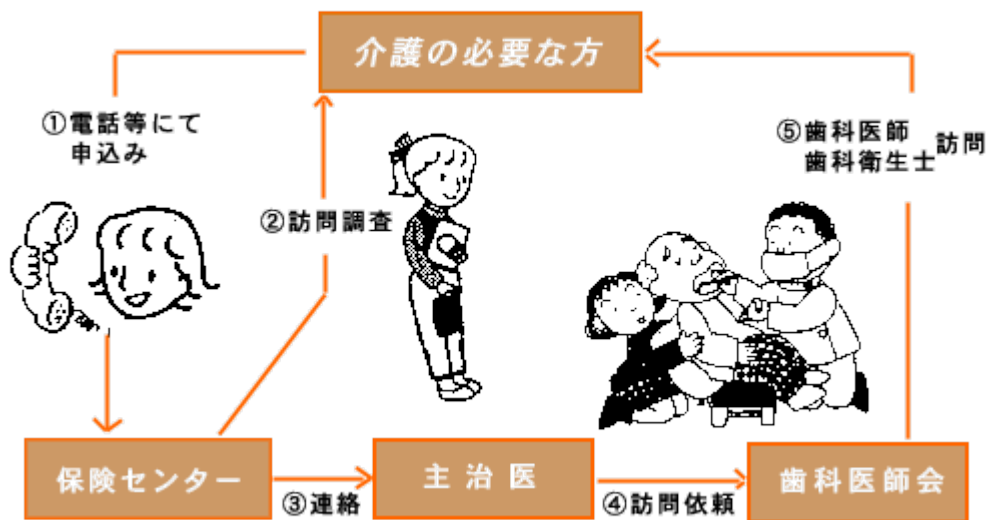 介護の必要な方
①電話等にて
申込み
②訪問調査
⑤歯科医師
歯科衛生士
訪問
保険センター
③連絡
主治医
④訪問依頼
歯科医師会